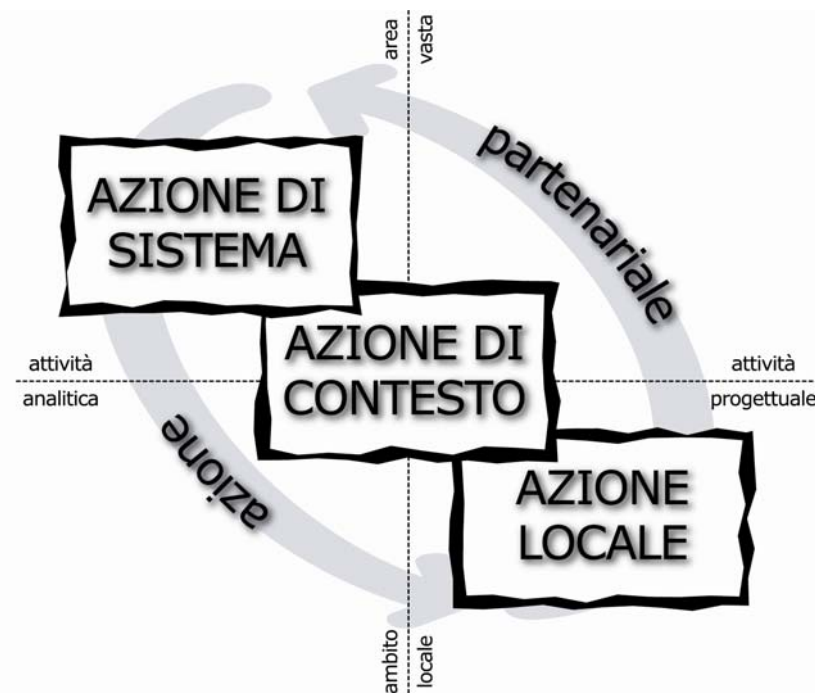 area
vasta
partenariale
AZIONE DI
SISTEMA
AZIONE DI
CONTESTO
attività
analitica
attività
progettuale
azione
AZIONE
LOCALE
ambito
locale